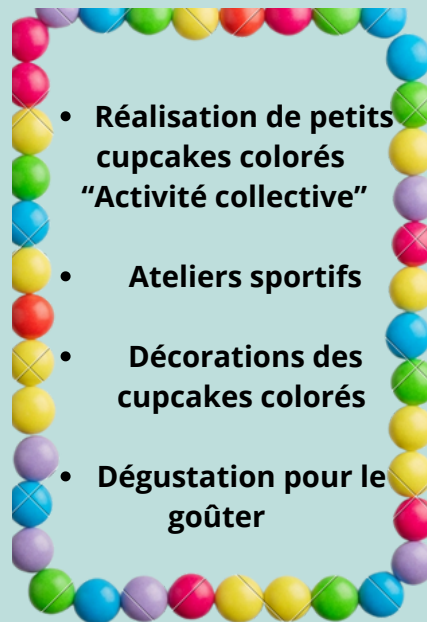 • Réalisation de petits
cupcakes colorés
“Activité collective”
• Ateliers sportifs
• Décorations des
cupcakes colorés
• Dégustation pour le
goûter